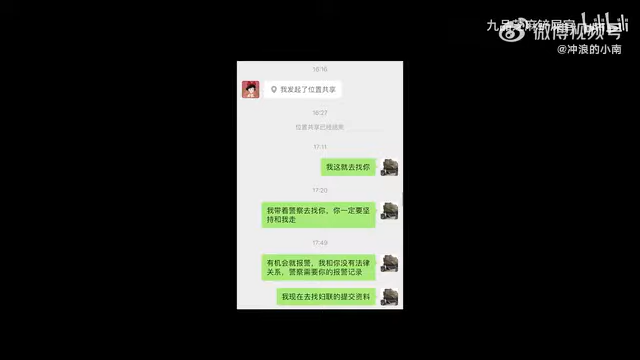 微博视频号
@冲浪的小南
16:16
我发起了位置共享
16:27
位置共享已经结束
17:11
我这就去找你
17:20
我带着警察去找你，你一定要坚
持和我走
17:49
有机会就报警，我和你没有法律
关系，警察需要你的报警记录
我现在去找妇联的提交资料